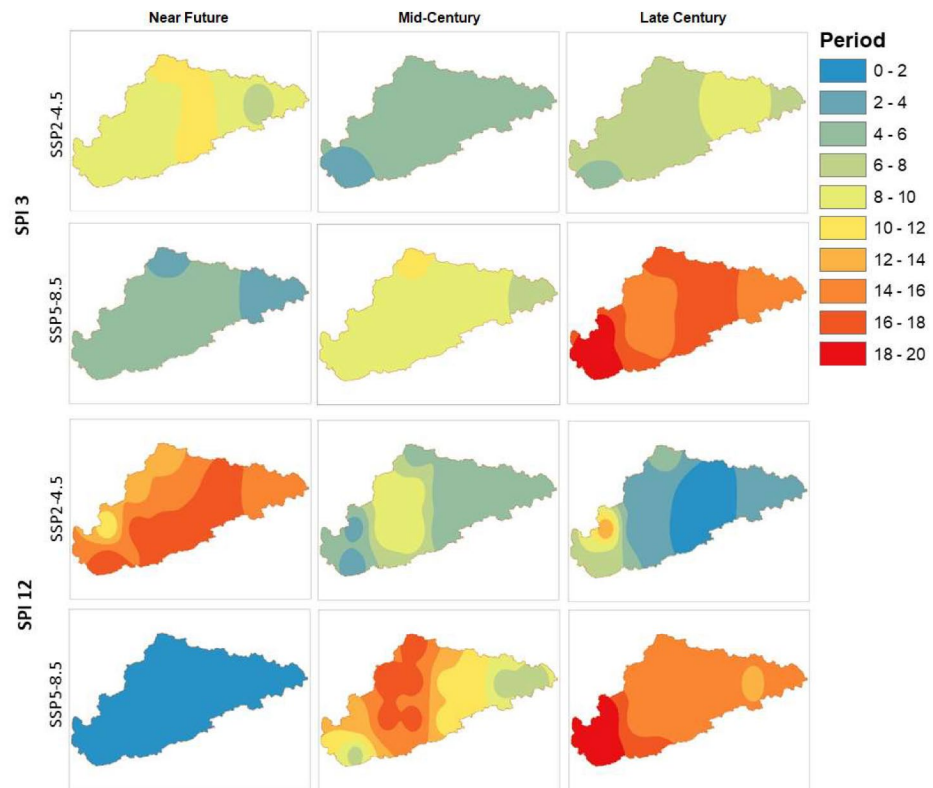 Near Future
Mid-Century
Late Century
Period
0 - 2
2 - 4
4 - 6
6 - 8
8 - 10
10 - 12
12 - 14
14 - 16
16 - 18
18 - 20
SPI 3
SSP2-4.5
SSP5-8.5
SPI 12
SSP2-4.5
SSP5-8.5